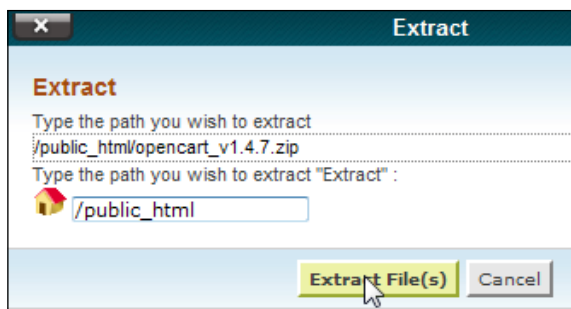 Extract
Extract
Type the path you wish to extract
/public_html/opencart_v1.4.7.zip
Type the path you wish to extract "Extract" :
/public_html
Extract File(s) Cancel